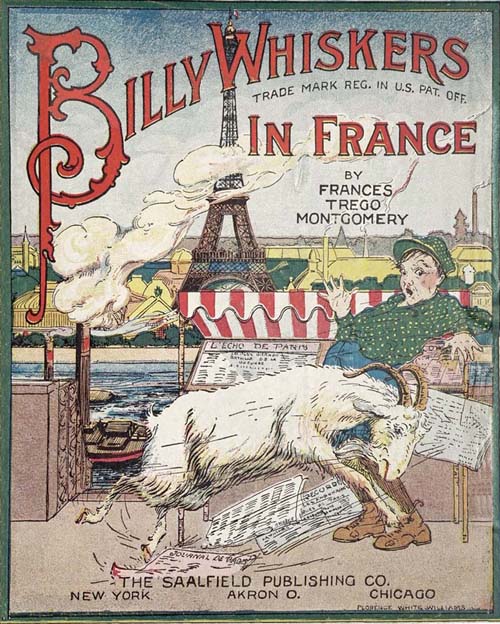 BILLY WHISKERS
TRADE MARK REG. IN U.S. PAT. OFF.
IN FRANCE
BY
FRANCES
TREGO
MONTGOMERY
L'ECHO DE PARIS
JOURNAL DE
THE SAALFIELD PUBLISHING CO.
NEW YORK AKRON O. CHICAGO
FLORENCE WHITE WILLIAMS